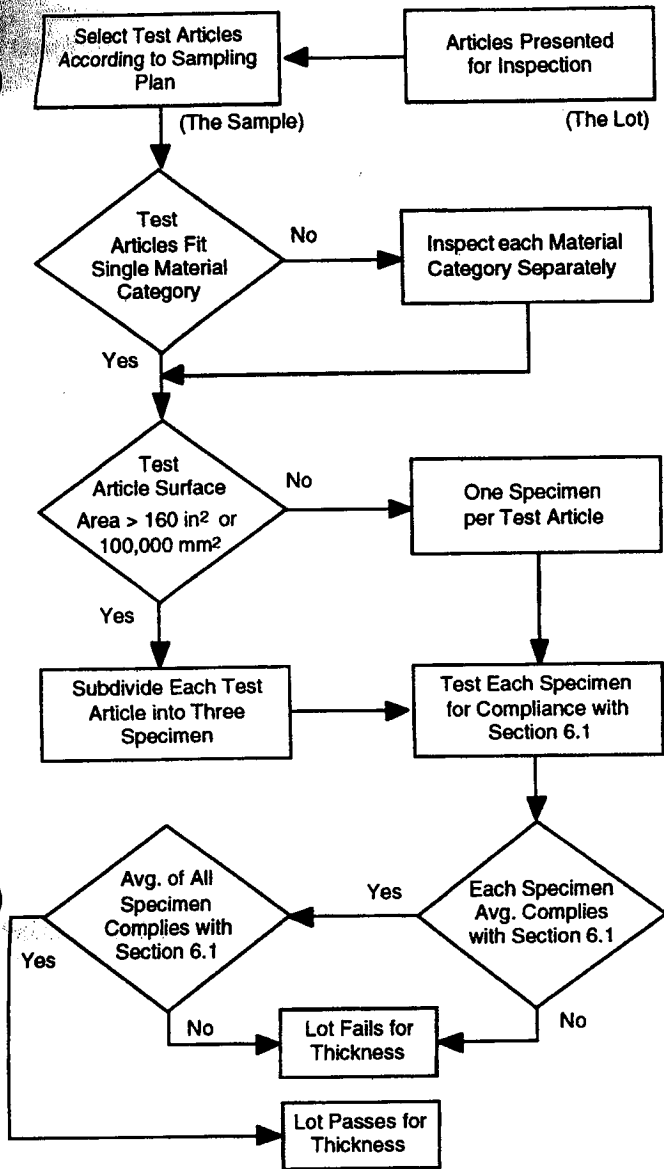 Select Test Articles
According to Sampling
Plan
Articles Presented
for Inspection
(The Sample)
(The Lot)
Test
Articles Fit
Single Material
Category
No
Inspect each Material
Category Separately
Yes
Test
Article Surface
Area > 160 in² or
100,000 mm²
No
One Specimen
per Test Article
Yes
Subdivide Each Test
Article into Three
Specimen
Test Each Specimen
for Compliance with
Section 6.1
Avg. of All
Specimen
Complies with
Section 6.1
Yes
Each Specimen
Avg. Complies
with Section 6.1
Yes
No
Lot Fails for
Thickness
No
Lot Passes for
Thickness